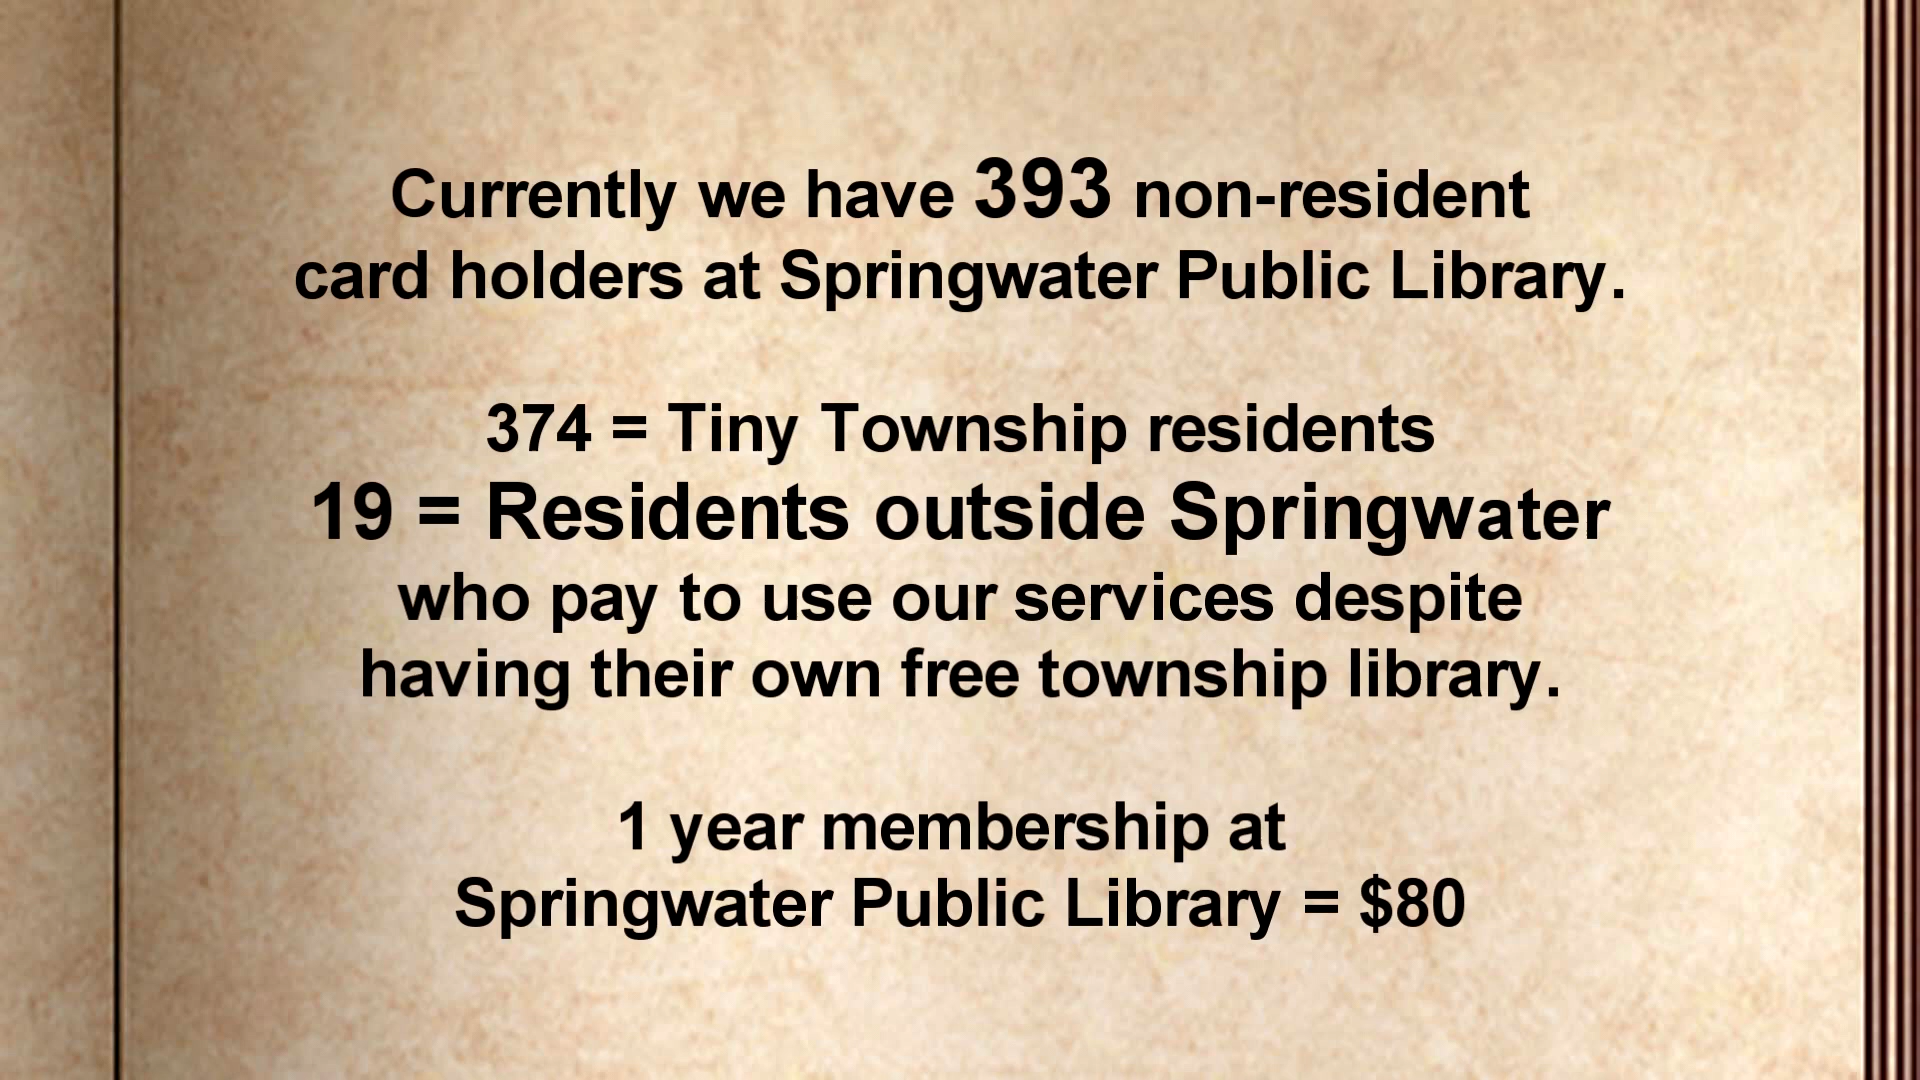 Currently we have 393 non-resident
card holders at Springwater Public Library.
374 = Tiny Township residents
19 = Residents outside Springwater
who pay to use our services despite
having their own free township library.
1 year membership at
Springwater Public Library = $80